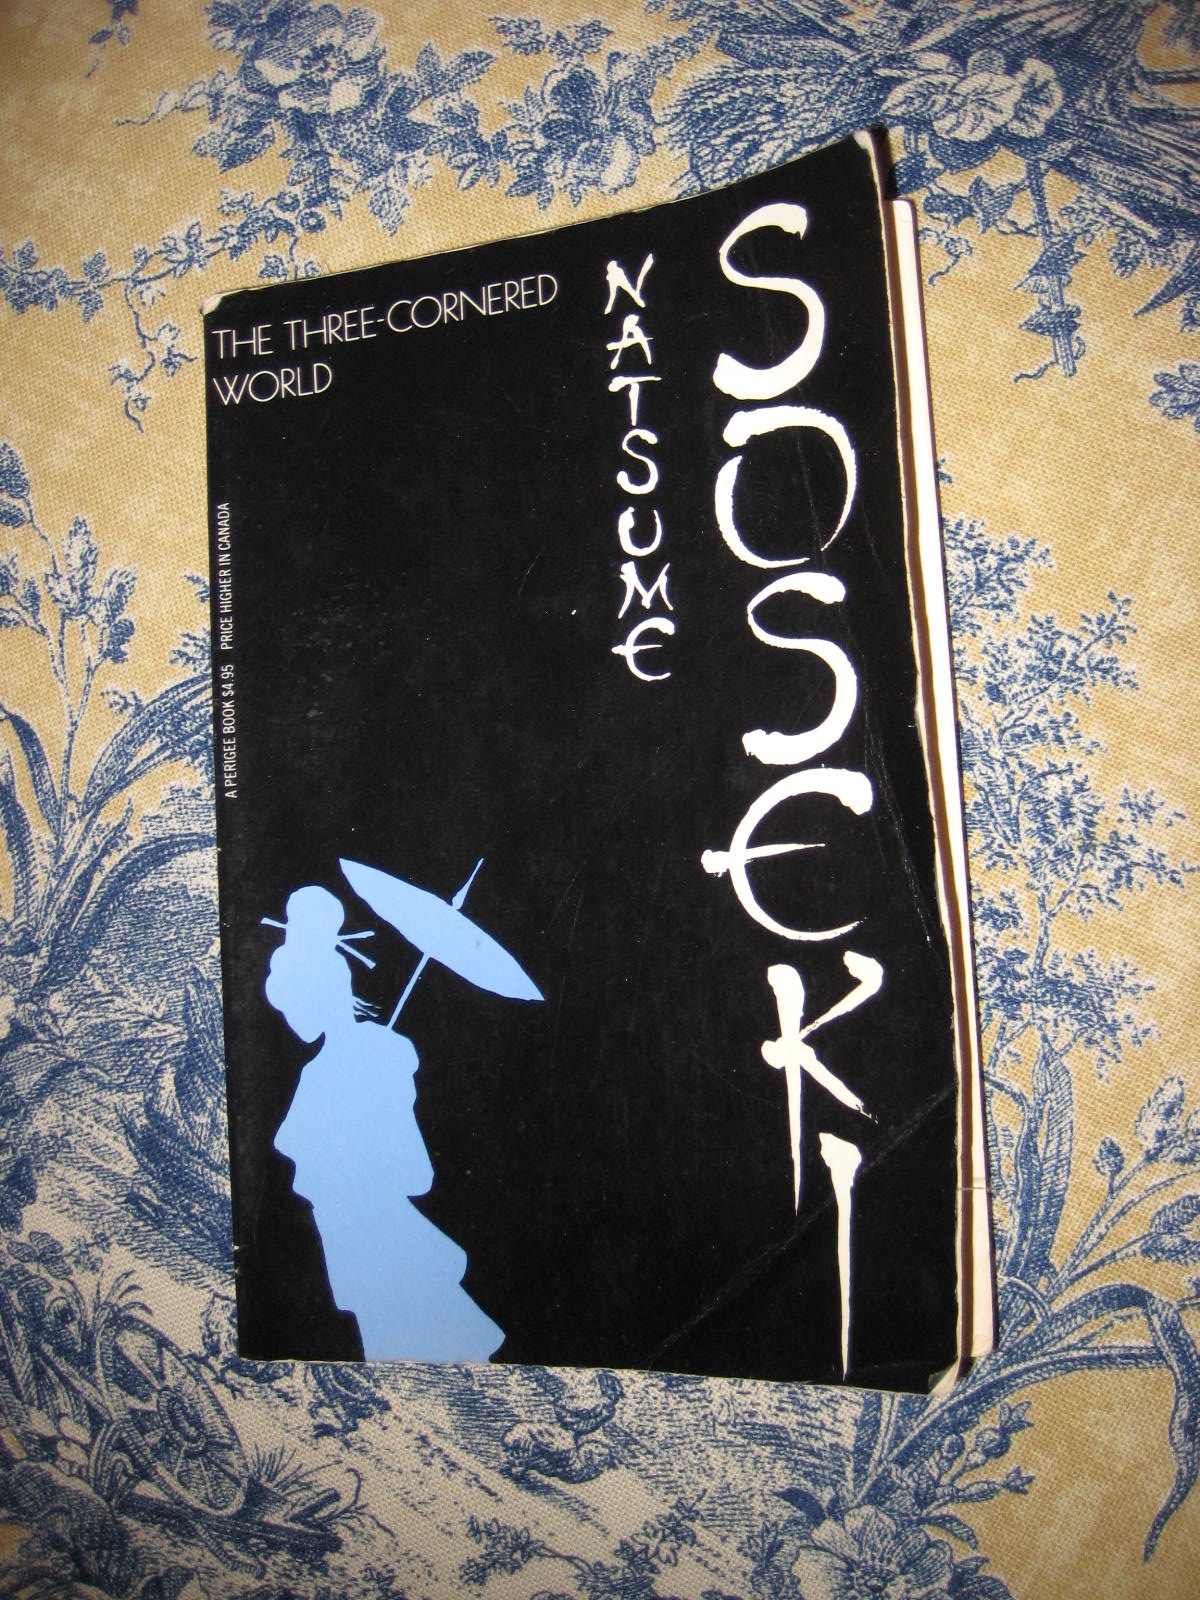 THE THREE-CORNERED
WORLD
NATSUME
SOSEKI
A PERIGEE BOOK $4.95 PRICE HIGHER IN CANADA